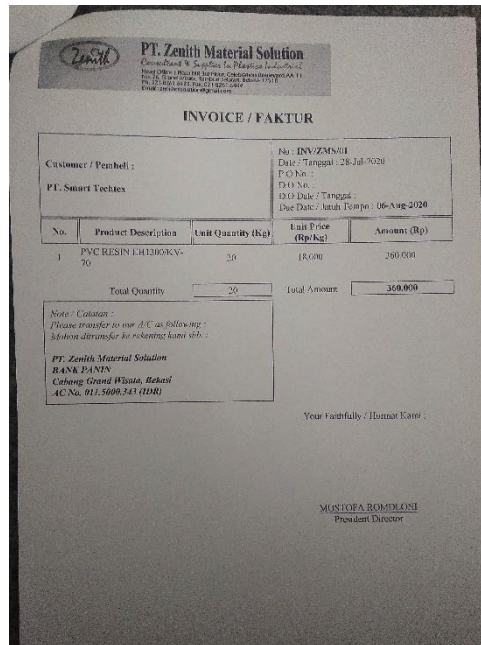 Zenith
PT. Zenith Material Solution
Consultant & Supplier In Plastics Industries
INVOICE / FAKTUR
Customer / Pembeli :
PT. Smart Techtex
No : INV/ZMS/01
Date / Tanggal : 28-Jul-2020
P.O No. :
D.O No. :
D.O Date / Tanggal :
Due Date / Jatuh Tempo : 06-Aug-2020
No. Product Description Unit Quantity (Kg) Unit Price (Rp/Kg) Amount (Rp)
1 PVC RESIN
70 20 18,000 360.000
Total Quantity 20 Total Amount 360.000
Note / Catatan :
Please transfer to our A/C as following :
Mohon ditransfer ke rekening kami sbb. :
PT. Zenith Material Solution
BANK PANIN
Cabang Grand Wisata, Bekasi
AC No. 011.5000.343 (IDR)
Your Faithfully / Hormat Kami :
MUSTOFA ROMDLONI
President Director